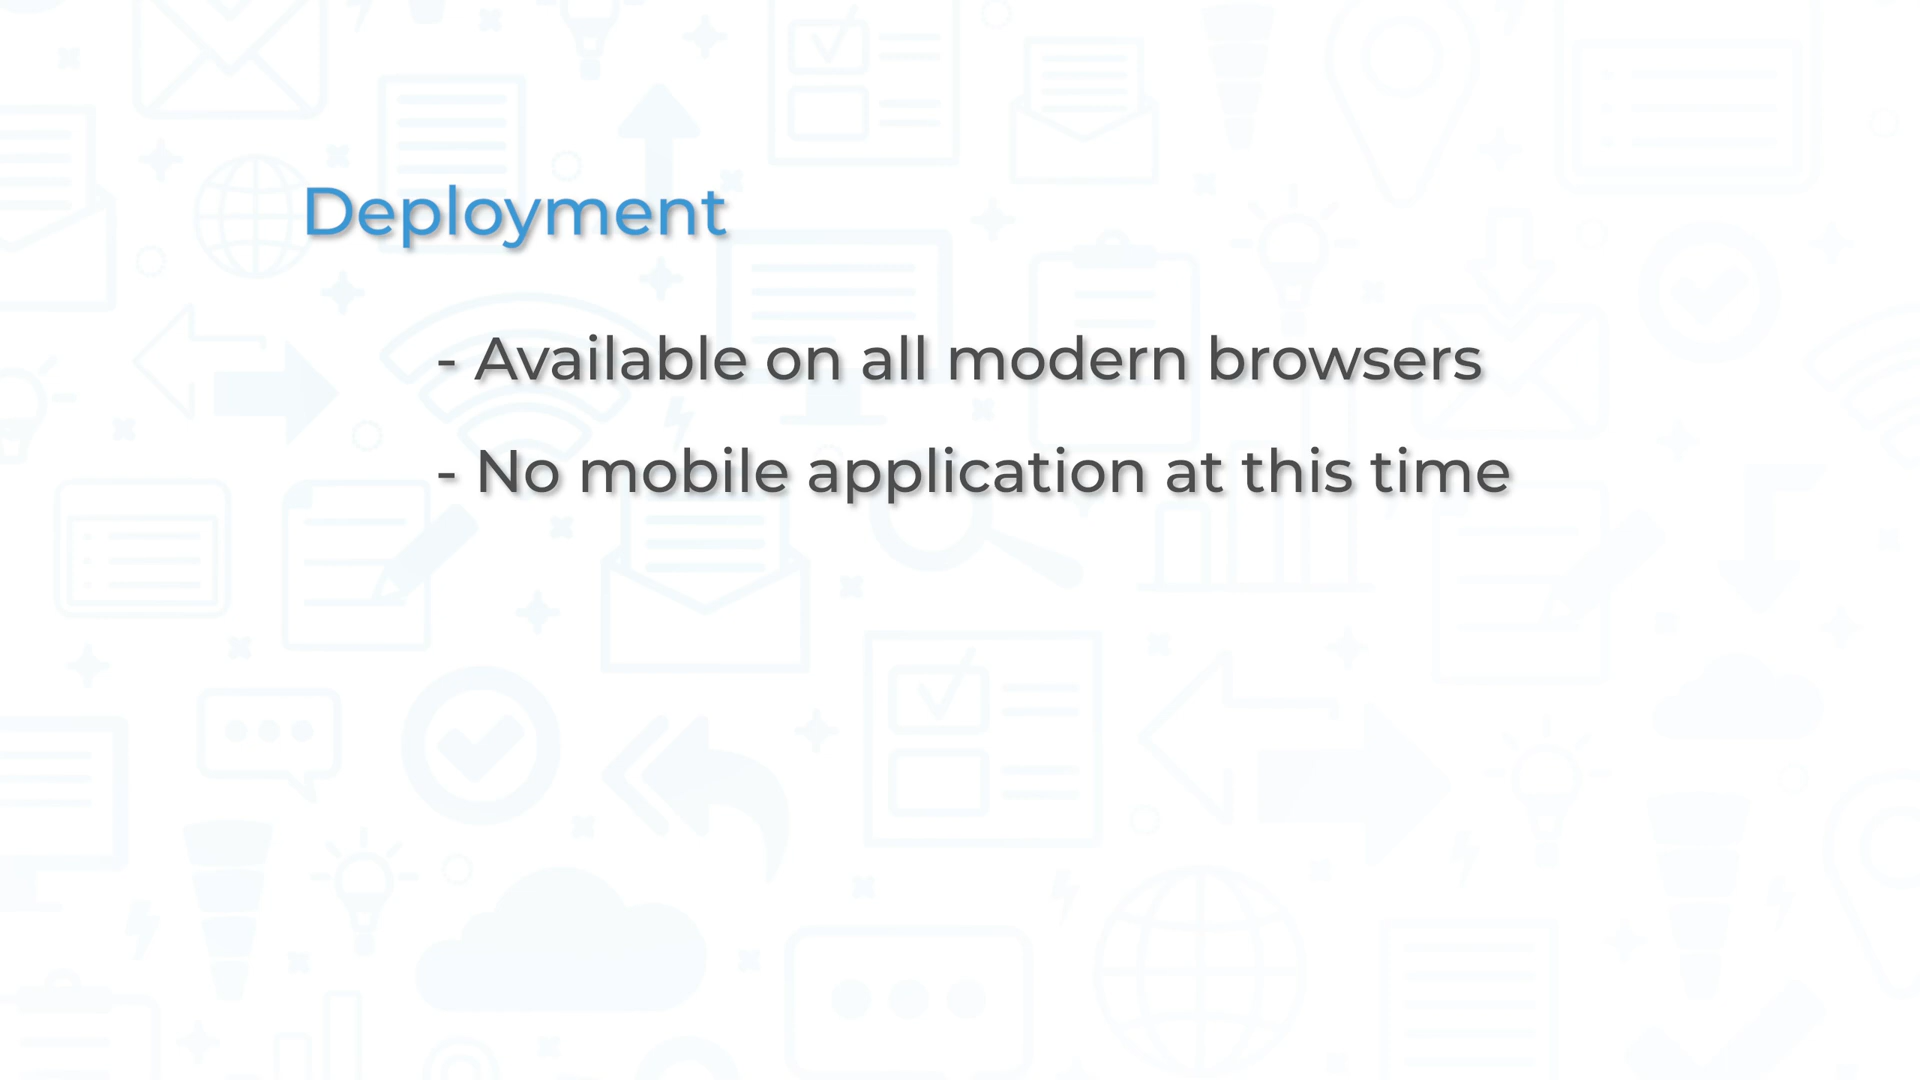 Deployment
- Available on all modern browsers
- No mobile application at this time